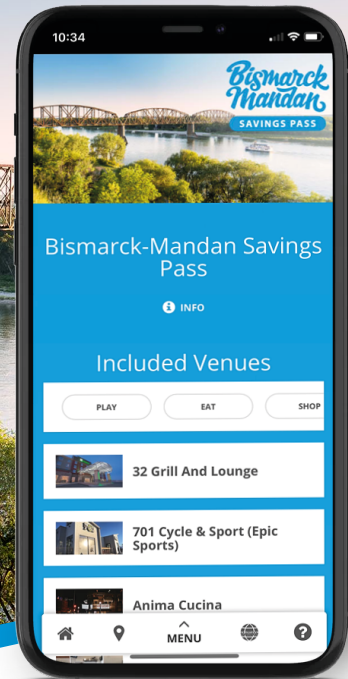 10:34
Bismarck
Mandan
SAVINGS PASS
Bismarck-Mandan Savings
Pass
INFO
Included Venues
PLAY EAT SHOP
32 Grill And Lounge
701 Cycle & Sport (Epic
Sports)
Anima Cucina
MENU